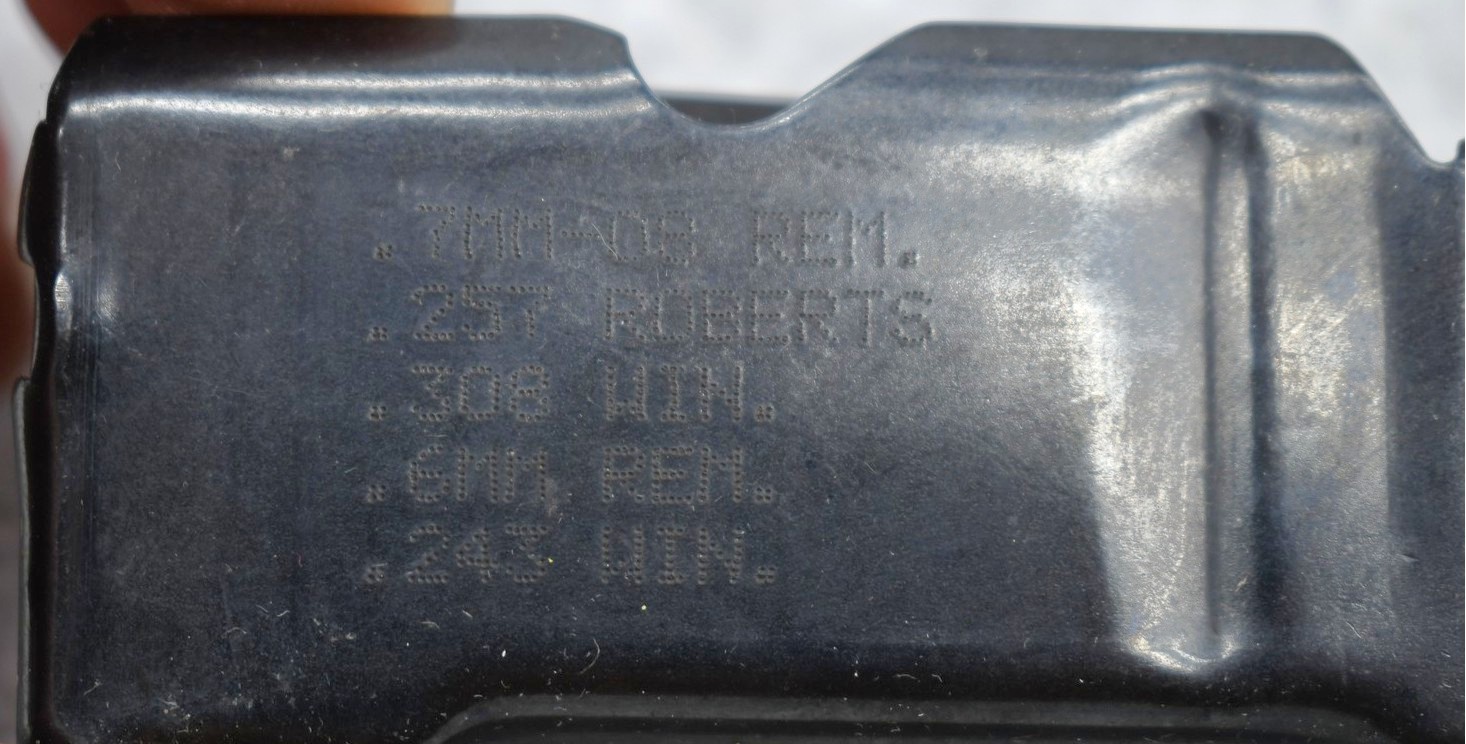 .7MM-08 REM.
.257 ROBERTS
.308 WIN.
.6MM REM.
.243 WIN.